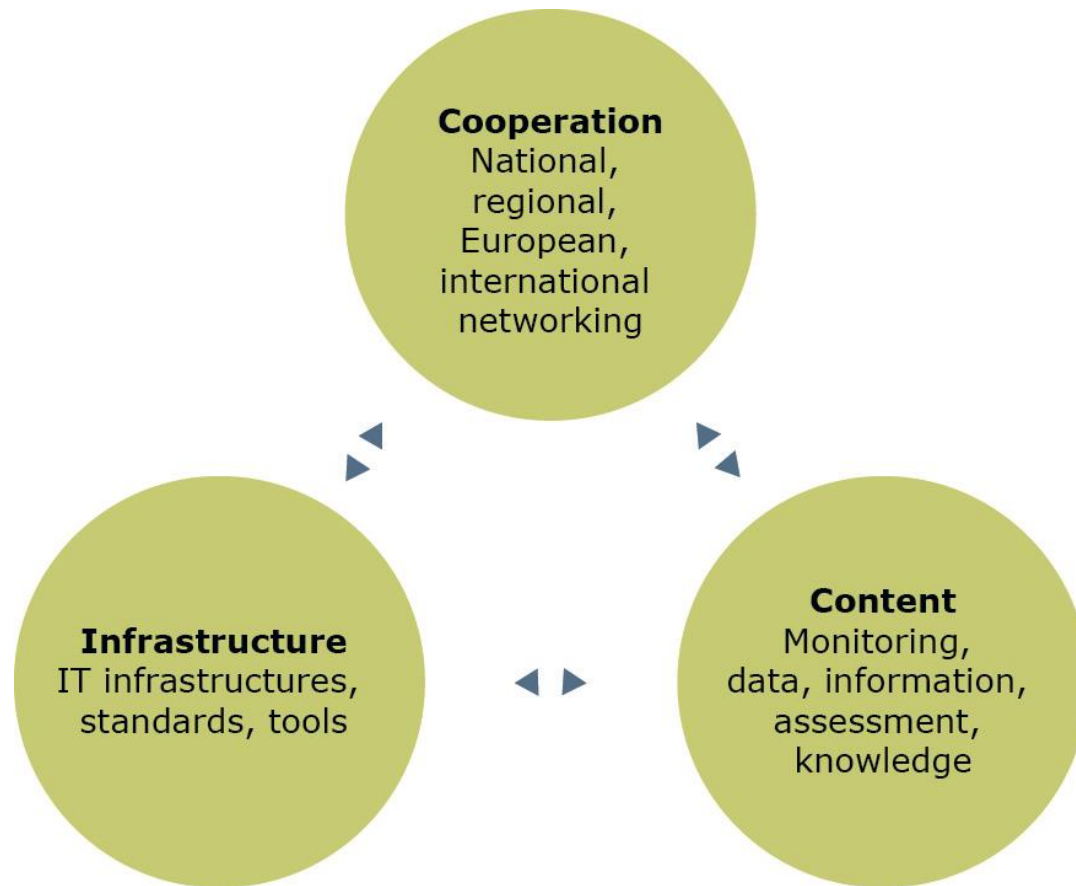 Cooperation
National,
regional,
European,
international
networking
Infrastructure
IT infrastructures,
standards, tools
Content
Monitoring,
data, information,
assessment,
knowledge